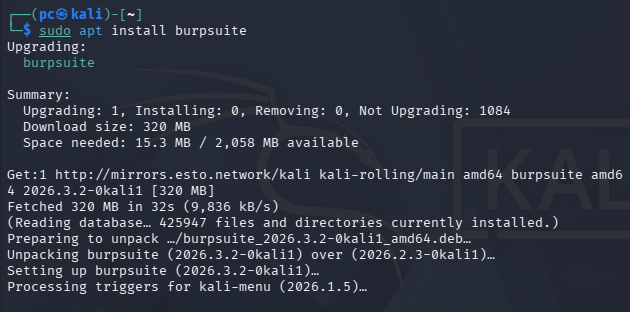 ┌──(pc㉿kali)-[~]
└─$ sudo apt install burpsuite
Upgrading:
  burpsuite

Summary:
  Upgrading: 1, Installing: 0, Removing: 0, Not Upgrading: 1084
  Download size: 320 MB
  Space needed: 15.3 MB / 2,058 MB available

Get:1 http://mirrors.esto.network/kali kali-rolling/main amd64 burpsuite amd6
4 2026.3.2-0kali1 [320 MB]
Fetched 320 MB in 32s (9,836 kB/s)
(Reading database… 425947 files and directories currently installed.)
Preparing to unpack …/burpsuite_2026.3.2-0kali1_amd64.deb…
Unpacking burpsuite (2026.3.2-0kali1) over (2026.2.3-0kali1)…
Setting up burpsuite (2026.3.2-0kali1)…
Processing triggers for kali-menu (2026.1.5)…
KAL